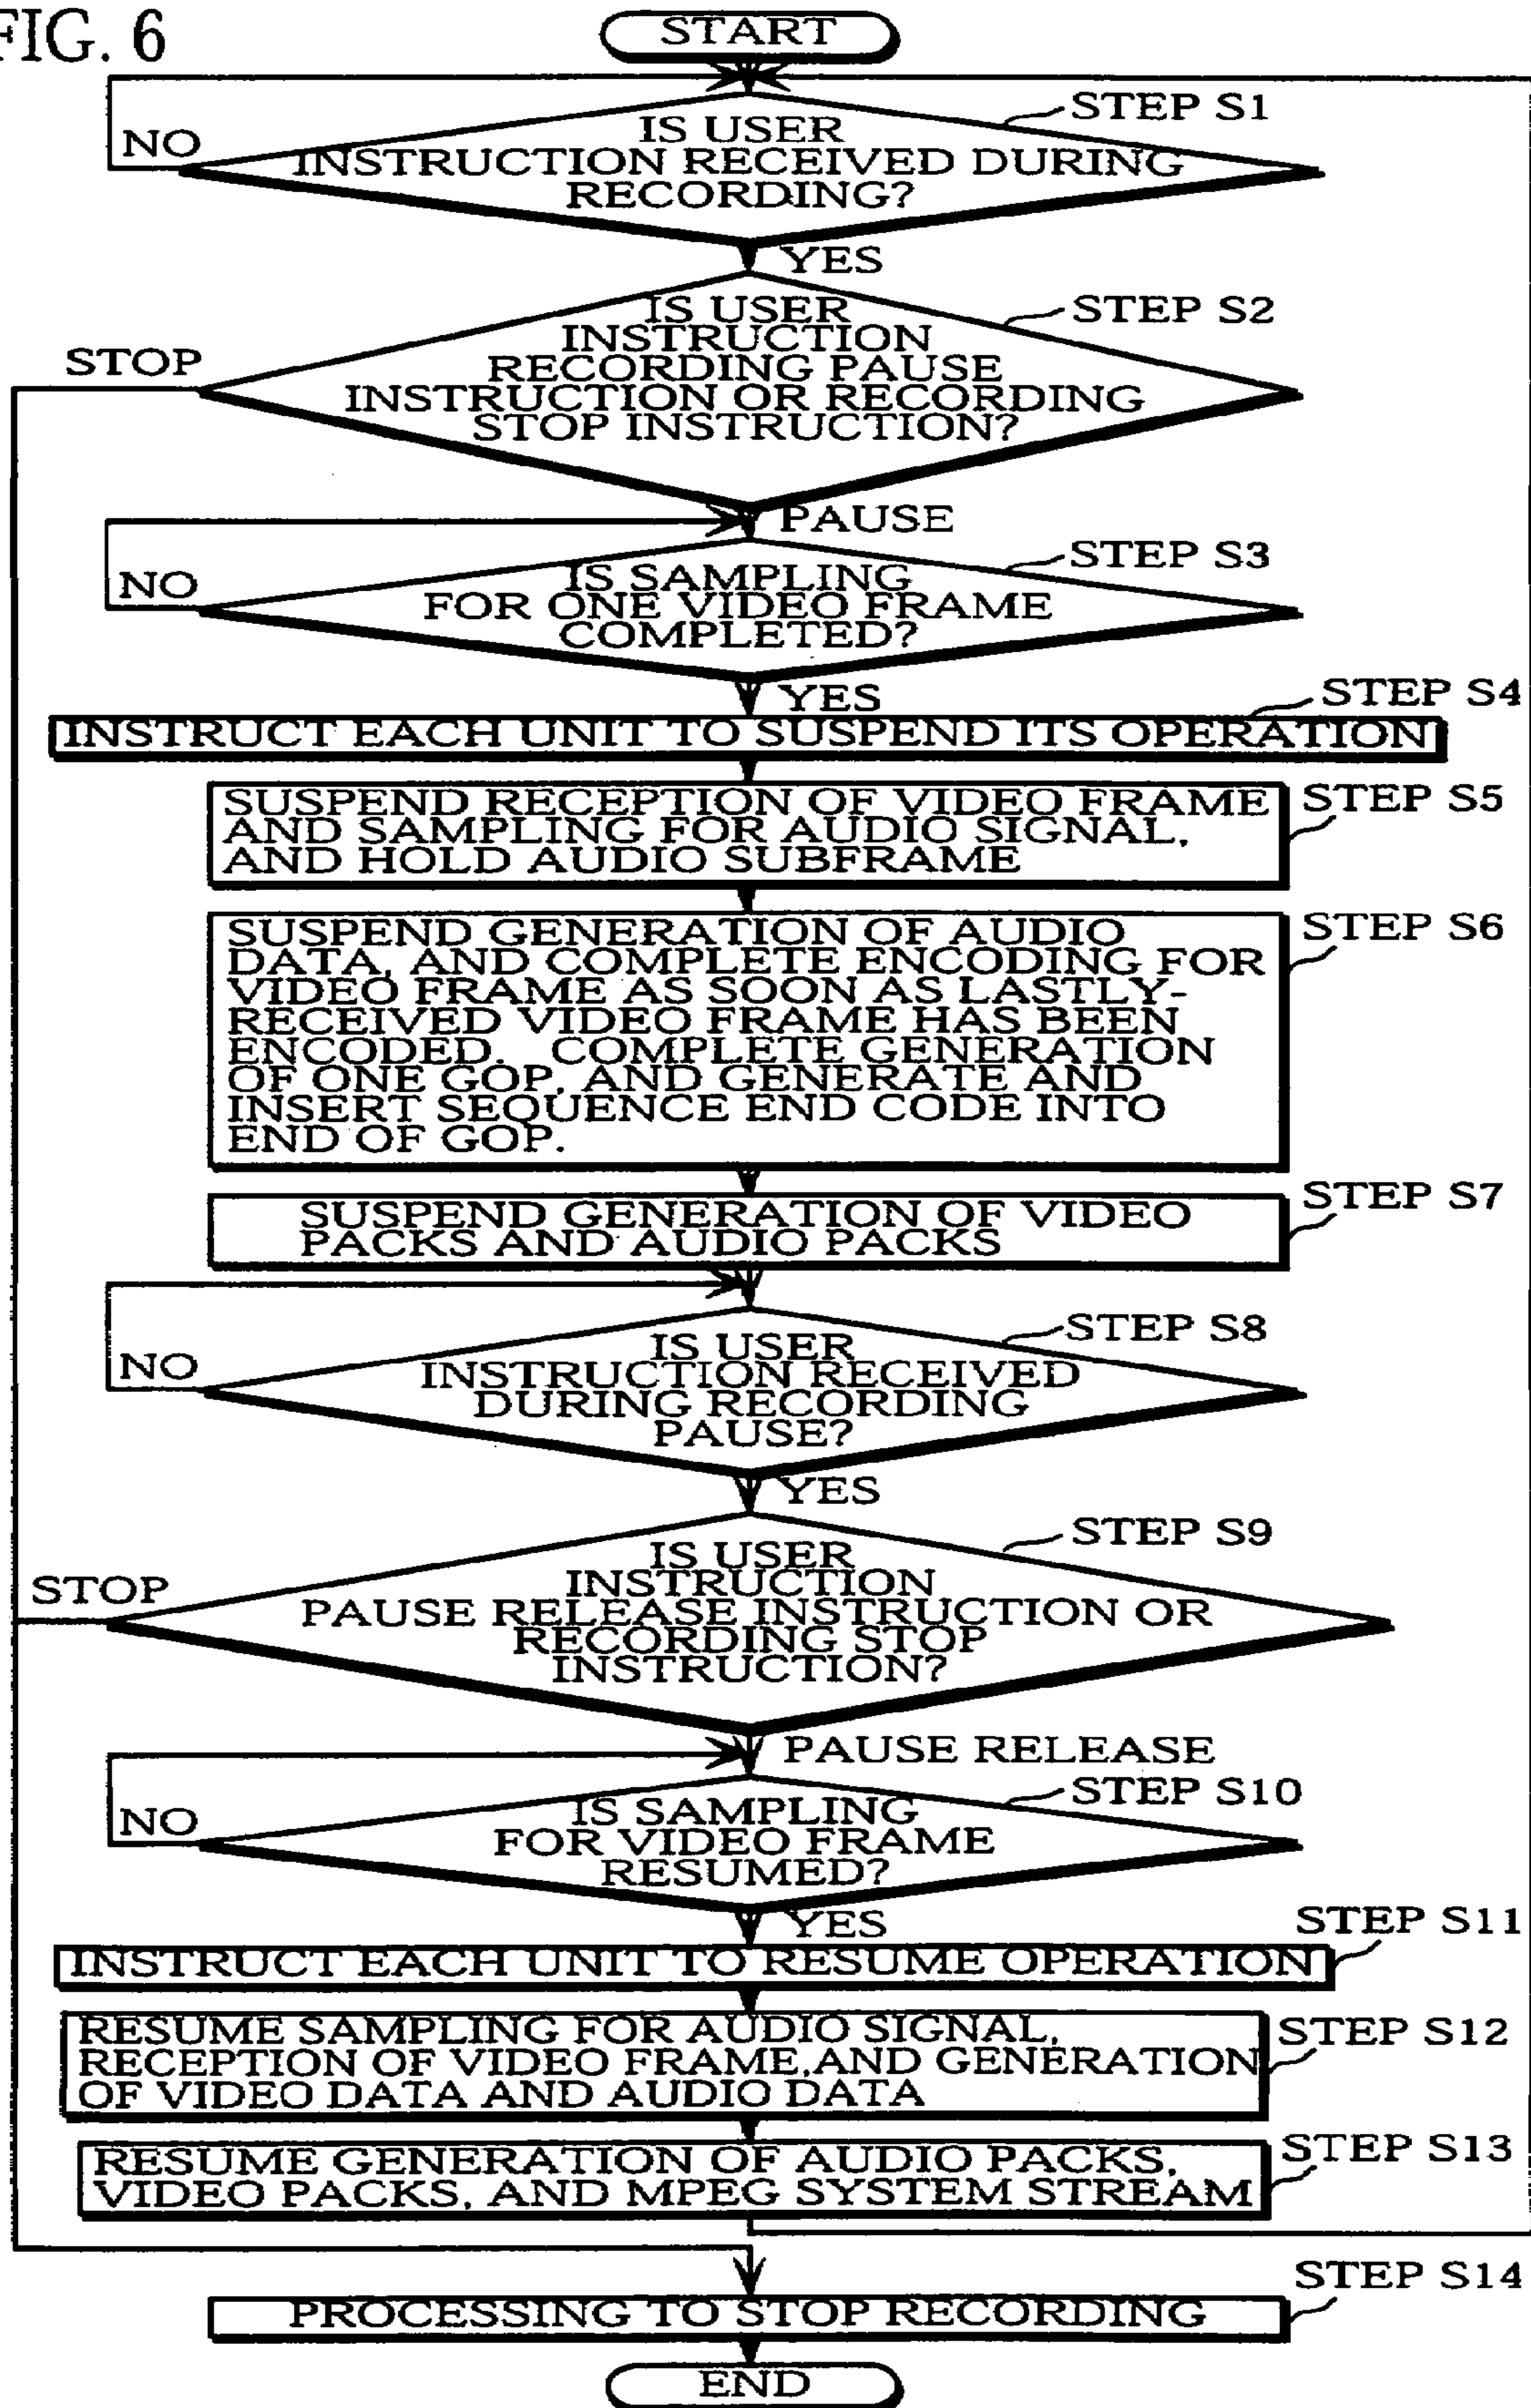 FIG. 6
START
STEP S1
IS USER
INSTRUCTION RECEIVED DURING
RECORDING?
NO
YES
STEP S2
IS USER
INSTRUCTION
RECORDING PAUSE
INSTRUCTION OR RECORDING
STOP INSTRUCTION?
STOP
PAUSE
STEP S3
IS SAMPLING
FOR ONE VIDEO FRAME
COMPLETED?
NO
YES
STEP S4
INSTRUCT EACH UNIT TO SUSPEND ITS OPERATION
STEP S5
SUSPEND RECEPTION OF VIDEO FRAME
AND SAMPLING FOR AUDIO SIGNAL,
AND HOLD AUDIO SUBFRAME
STEP S6
SUSPEND GENERATION OF AUDIO
DATA, AND COMPLETE ENCODING FOR
VIDEO FRAME AS SOON AS LASTLY-
RECEIVED VIDEO FRAME HAS BEEN
ENCODED. COMPLETE GENERATION
OF ONE GOP, AND GENERATE AND
INSERT SEQUENCE END CODE INTO
END OF GOP.
STEP S7
SUSPEND GENERATION OF VIDEO
PACKS AND AUDIO PACKS
STEP S8
IS USER
INSTRUCTION RECEIVED
DURING RECORDING
PAUSE?
NO
YES
STEP S9
IS USER
INSTRUCTION
PAUSE RELEASE INSTRUCTION OR
RECORDING STOP
INSTRUCTION?
STOP
PAUSE RELEASE
STEP S10
IS SAMPLING
FOR VIDEO FRAME
RESUMED?
NO
YES
STEP S11
INSTRUCT EACH UNIT TO RESUME OPERATION
STEP S12
RESUME SAMPLING FOR AUDIO SIGNAL,
RECEPTION OF VIDEO FRAME,AND GENERATION
OF VIDEO DATA AND AUDIO DATA
STEP S13
RESUME GENERATION OF AUDIO PACKS,
VIDEO PACKS, AND MPEG SYSTEM STREAM
STEP S14
PROCESSING TO STOP RECORDING
END